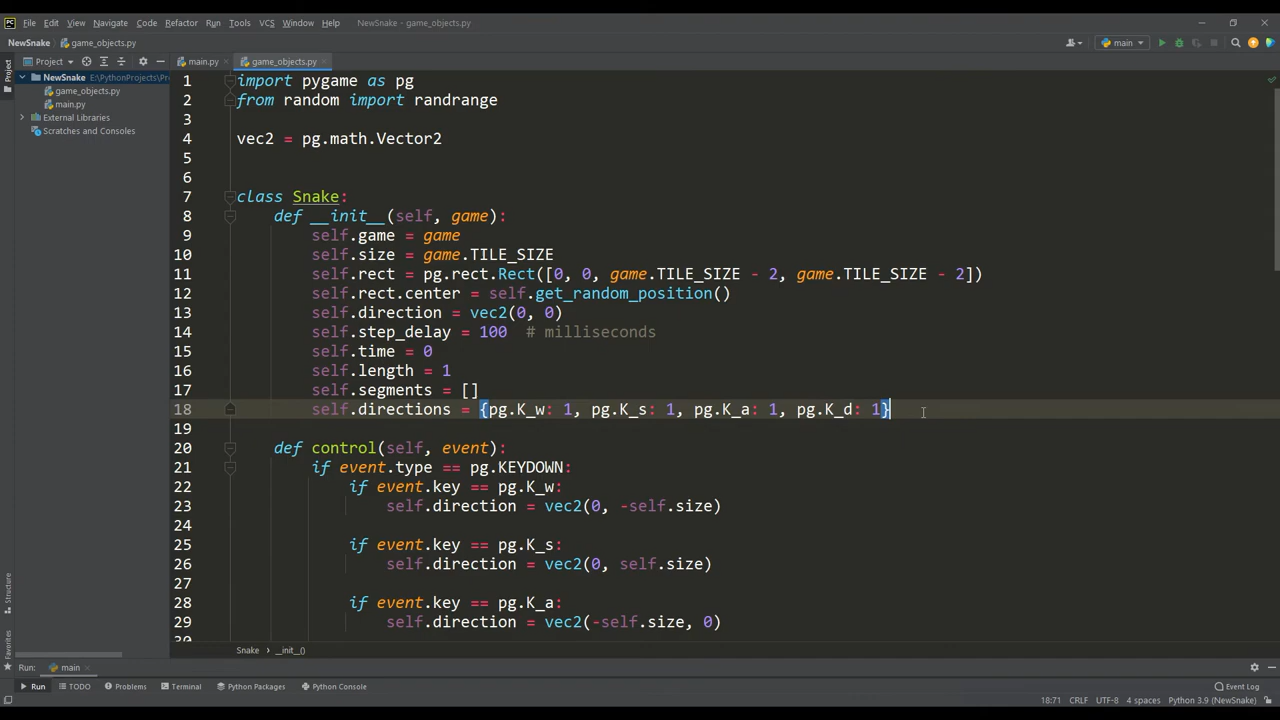 PC File Edit View Navigate Code Refactor Run Tools VCS Window Help NewSnake - game_objects.py
NewSnake game_objects.py main
Project main.py game_objects.py
Project
NewSnake E:\PythonProjects\Pr
game_objects.py
main.py
External Libraries
Scratches and Consoles
1 import pygame as pg
2 from random import randrange
3
4 vec2 = pg.math.Vector2
5
6
7 class Snake:
8 def __init__(self, game):
9 self.game = game
10 self.size = game.TILE_SIZE
11 self.rect = pg.rect.Rect([0, 0, game.TILE_SIZE - 2, game.TILE_SIZE - 2])
12 self.rect.center = self.get_random_position()
13 self.direction = vec2(0, 0)
14 self.step_delay = 100  # milliseconds
15 self.time = 0
16 self.length = 1
17 self.segments = []
18 self.directions = {pg.K_w: 1, pg.K_s: 1, pg.K_a: 1, pg.K_d: 1}
19
20 def control(self, event):
21 if event.type == pg.KEYDOWN:
22 if event.key == pg.K_w:
23 self.direction = vec2(0, -self.size)
24
25 if event.key == pg.K_s:
26 self.direction = vec2(0, self.size)
27
28 if event.key == pg.K_a:
29 self.direction = vec2(-self.size, 0)
30
Structure
Favorites
Snake __init__()
Run: main
Run TODO Problems Terminal Python Packages Python Console Event Log
18:71 CRLF UTF-8 4 spaces Python 3.9 (NewSnake)